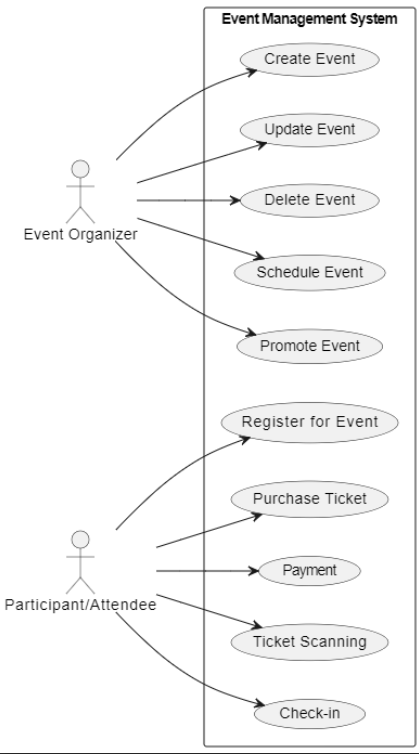 Event Management System
Create Event
Update Event
Delete Event
Event Organizer
Schedule Event
Promote Event
Register for Event
Purchase Ticket
Payment
Participant/Attendee
Ticket Scanning
Check-in